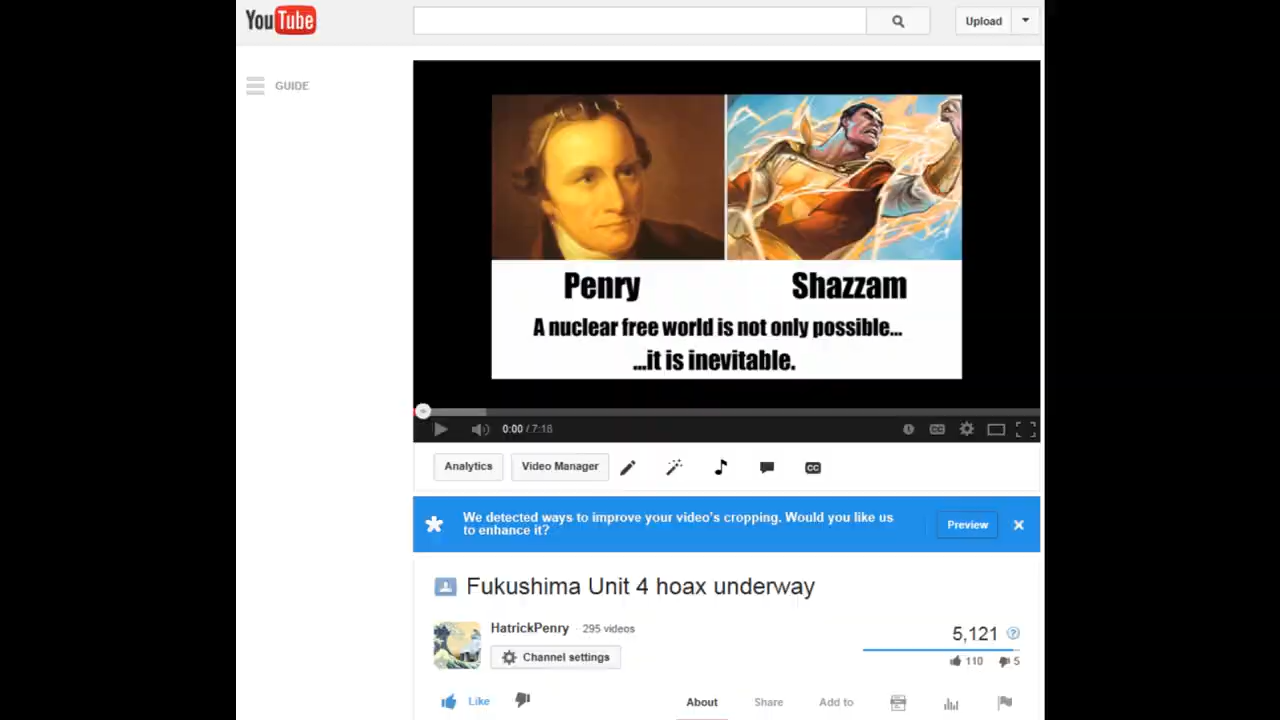 YouTube
Upload
GUIDE
Penry Shazzam
A nuclear free world is not only possible...
...it is inevitable.
0:00 / 7:18
CC
Analytics
Video Manager
CC
We detected ways to improve your video's cropping. Would you like us
to enhance it?
Preview
Fukushima Unit 4 hoax underway
HatrickPenry · 295 videos
5,121
Channel settings
110
5
Like
About
Share
Add to